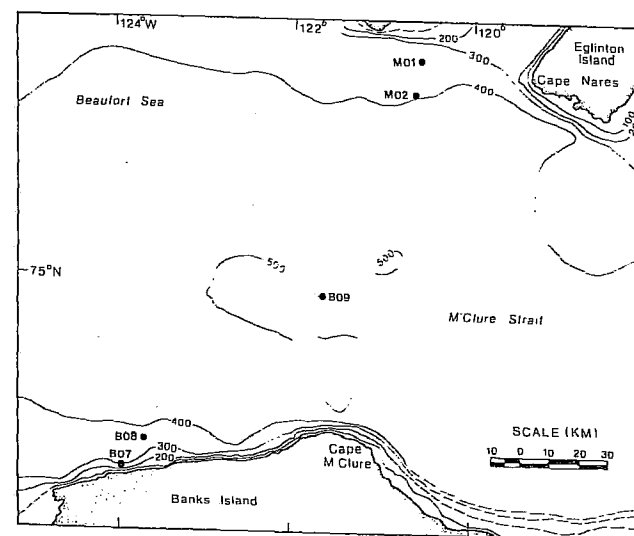 124°W
122°
120°
200
300
400
Eglinton
Island
Cape Nares
M01
M02
Beaufort Sea
100
75°N
500
500
B09
M'Clure Strait
400
B08
300
200
B07
Cape
M'Clure
Banks Island
SCALE (KM)
10 0 10 20 30